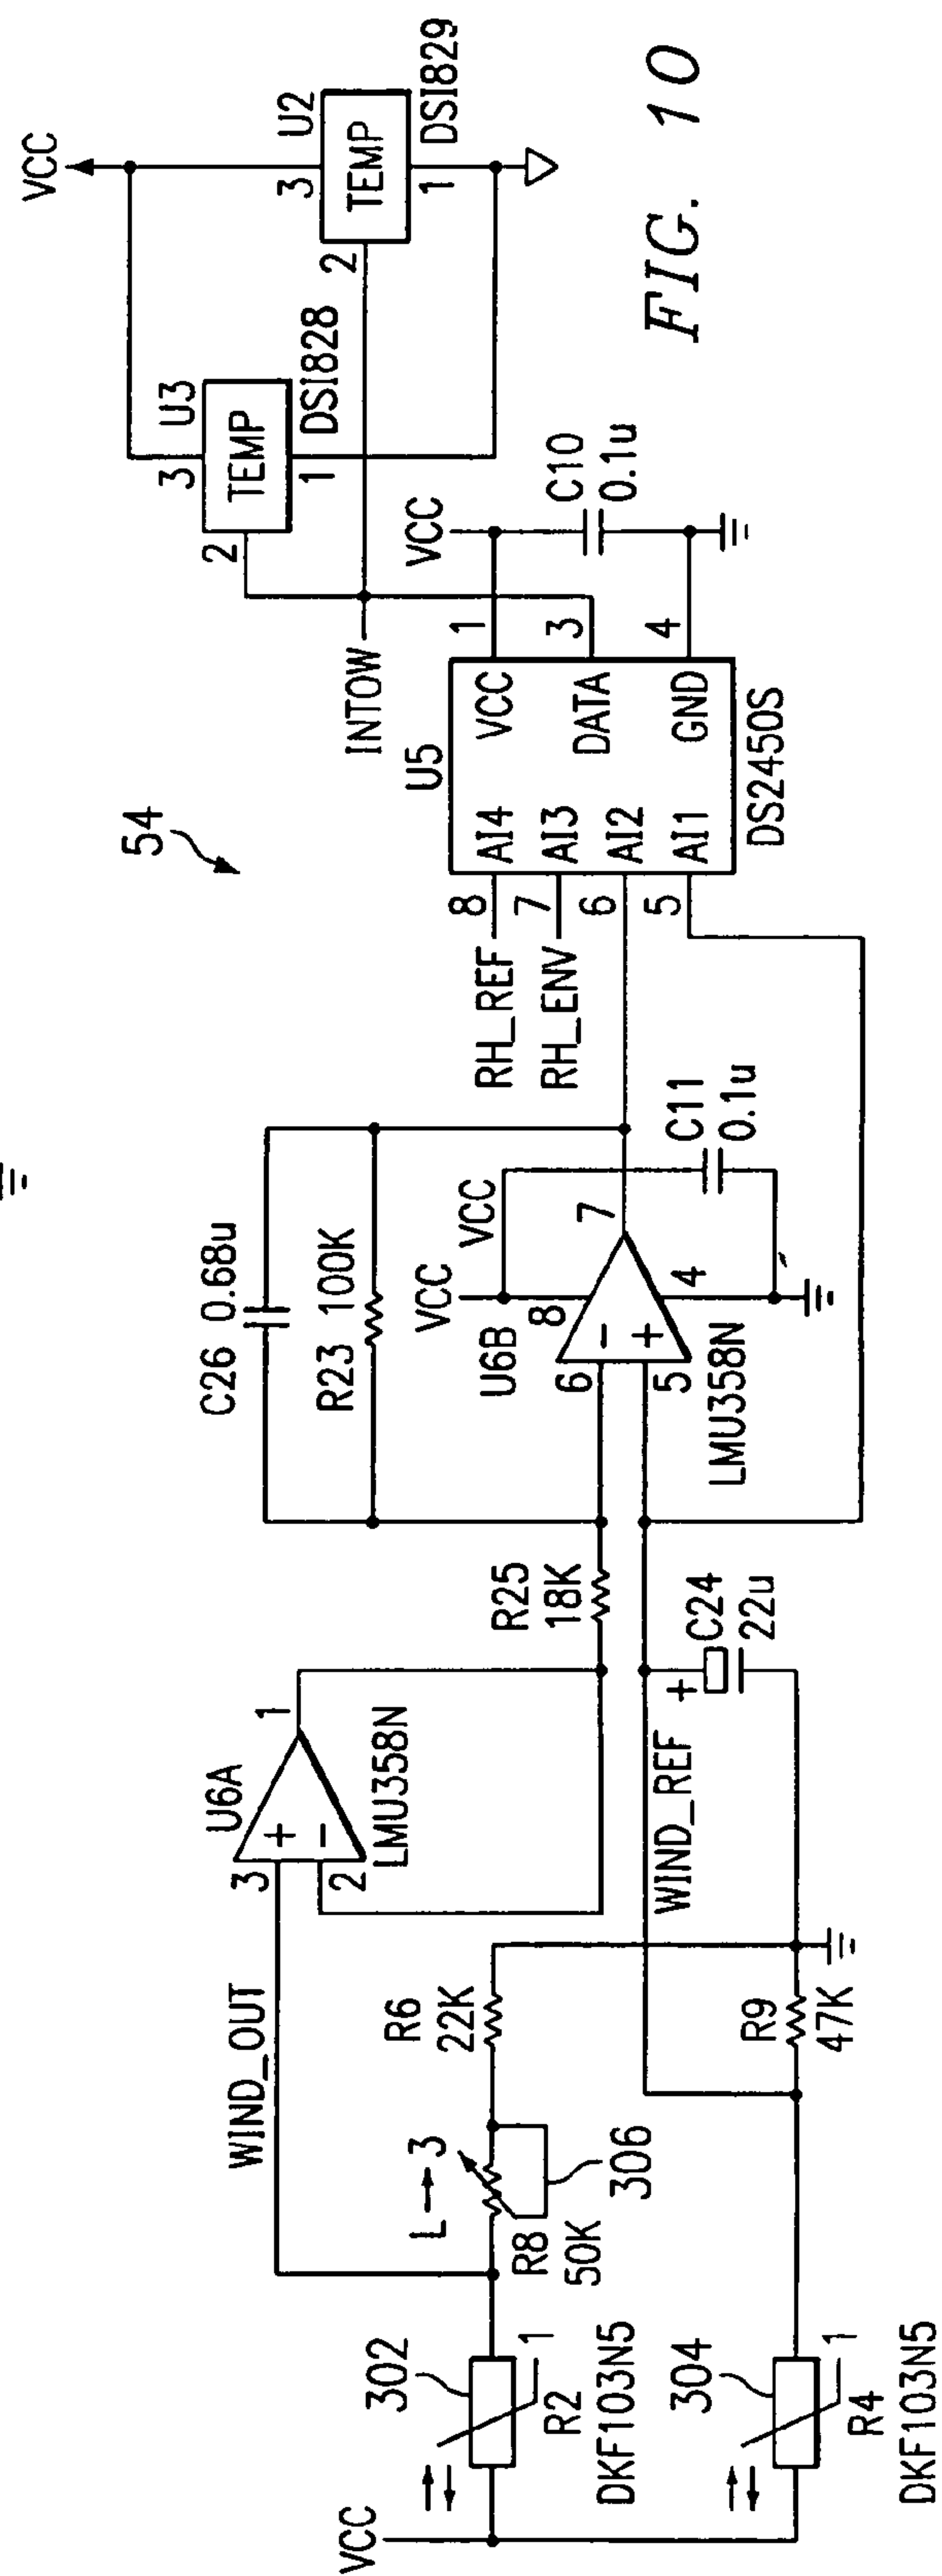 VCC
302
1
R2
DKF103N5
304
1
R4
DKF103N5
WIND_OUT
1
3
R8
50K
306
R6
22K
R9
47K
3
2
+
-
U6A
1
LMU358N
WIND_REF
+
C24
22u
R25
18K
C26 0.68u
R23 100K
VCC
VCC
U6B
8
6
5
-
+
7
4
LMU358N
C11
0.1u
54
RH_REF
RH_ENV
8
7
6
5
U5
AI4
AI3
AI2
AI1
VCC
DATA
GND
DS2450S
1
3
4
INTOW
VCC
C10
0.1u
2
U3
3
TEMP
1
DSI828
VCC
2
U2
3
TEMP
1
DSI829
FIG. 10